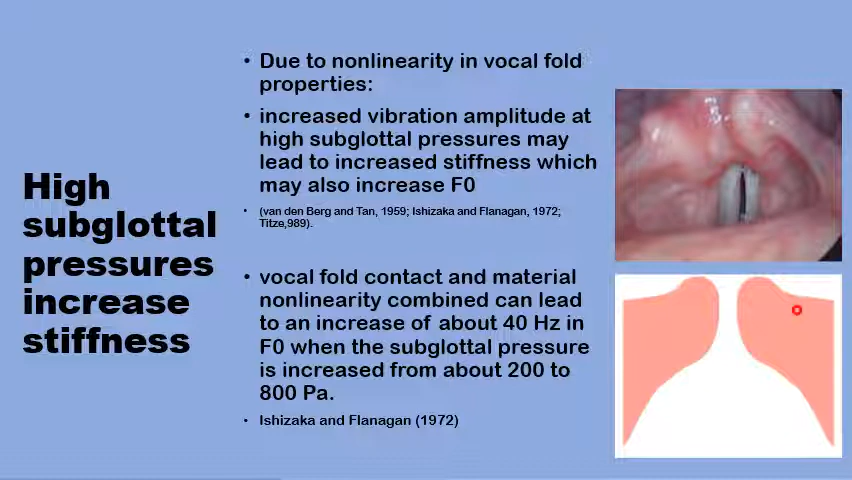 High
subglottal
pressures
increase
stiffness
• Due to nonlinearity in vocal fold
properties:
• increased vibration amplitude at
high subglottal pressures may
lead to increased stiffness which
may also increase F0
• (van den Berg and Tan, 1959; Ishizaka and Flanagan, 1972;
Titze,989).
• vocal fold contact and material
nonlinearity combined can lead
to an increase of about 40 Hz in
F0 when the subglottal pressure
is increased from about 200 to
800 Pa.
• Ishizaka and Flanagan (1972)